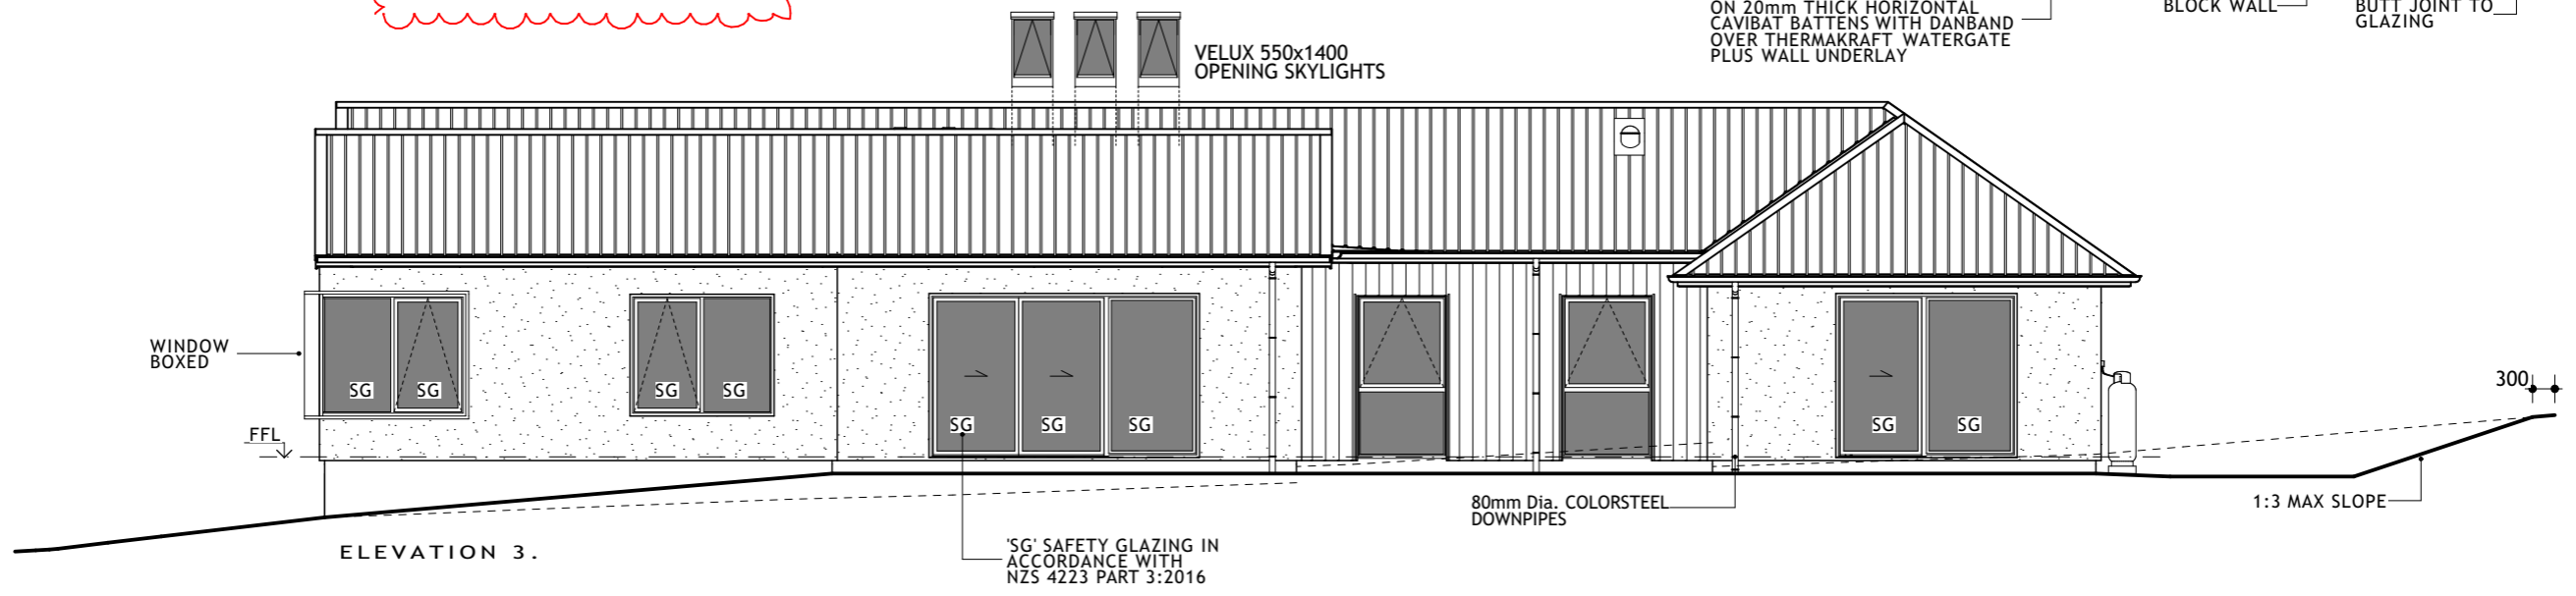 ON 20mm THICK HORIZONTAL
CAVIBAT BATTENS WITH DANBAND
OVER THERMAKRAFT WATERGATE
PLUS WALL UNDERLAY
BLOCK WALL
BUTT JOINT TO
GLAZING
VELUX 550x1400
OPENING SKYLIGHTS
WINDOW
BOXED
SG SG SG SG
SG SG SG
SG SG
FFL
300
80mm Dia. COLORSTEEL
DOWNPIPES
1:3 MAX SLOPE
ELEVATION 3.
'SG' SAFETY GLAZING IN
ACCORDANCE WITH
NZS 4223 PART 3:2016